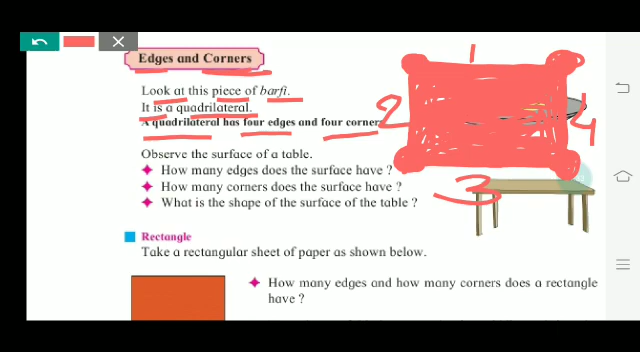 Edges and Corners
Look at this piece of barfi.
It is a quadrilateral.
A quadrilateral has four edges and four corner
Observe the surface of a table.
How many edges does the surface have ?
How many corners does the surface have ?
What is the shape of the surface of the table ?
Rectangle
Take a rectangular sheet of paper as shown below.
How many edges and how many corners does a rectangle
have ?
1
2
3
4